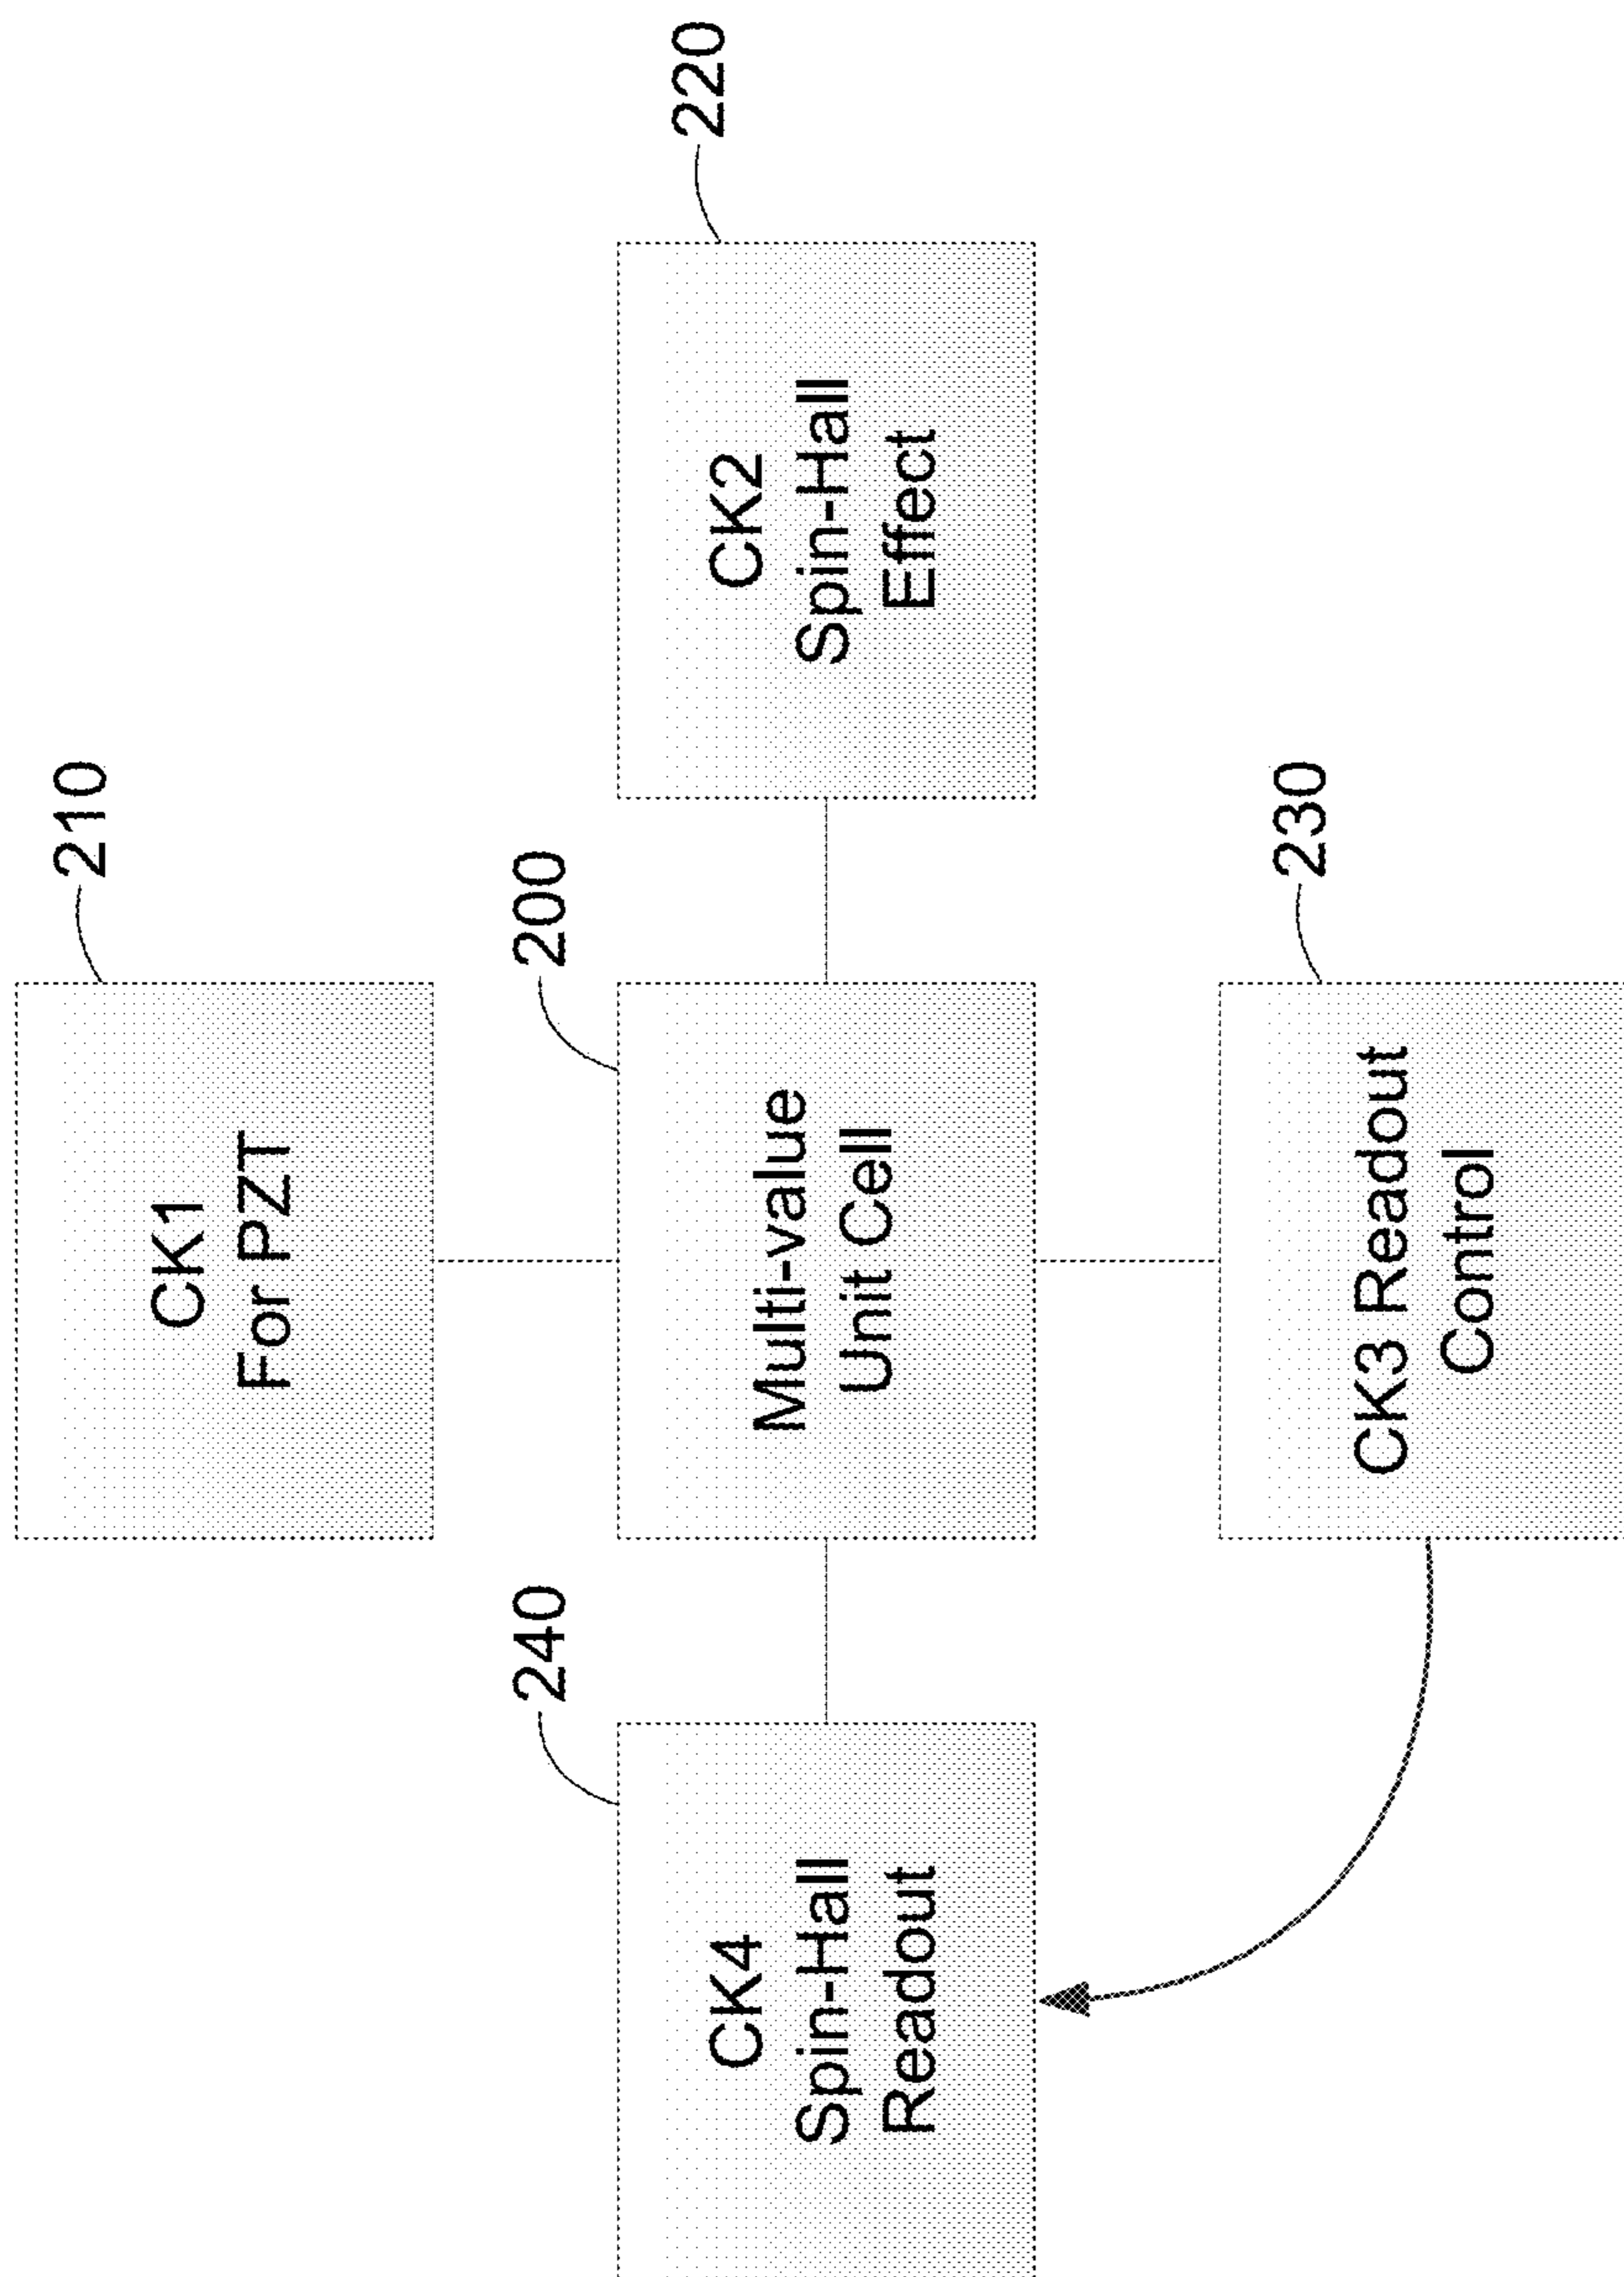 210
CK1
For PZT
240
CK4
Spin-Hall
Readout
200
Multi-value
Unit Cell
220
CK2
Spin-Hall
Effect
230
CK3 Readout
Control